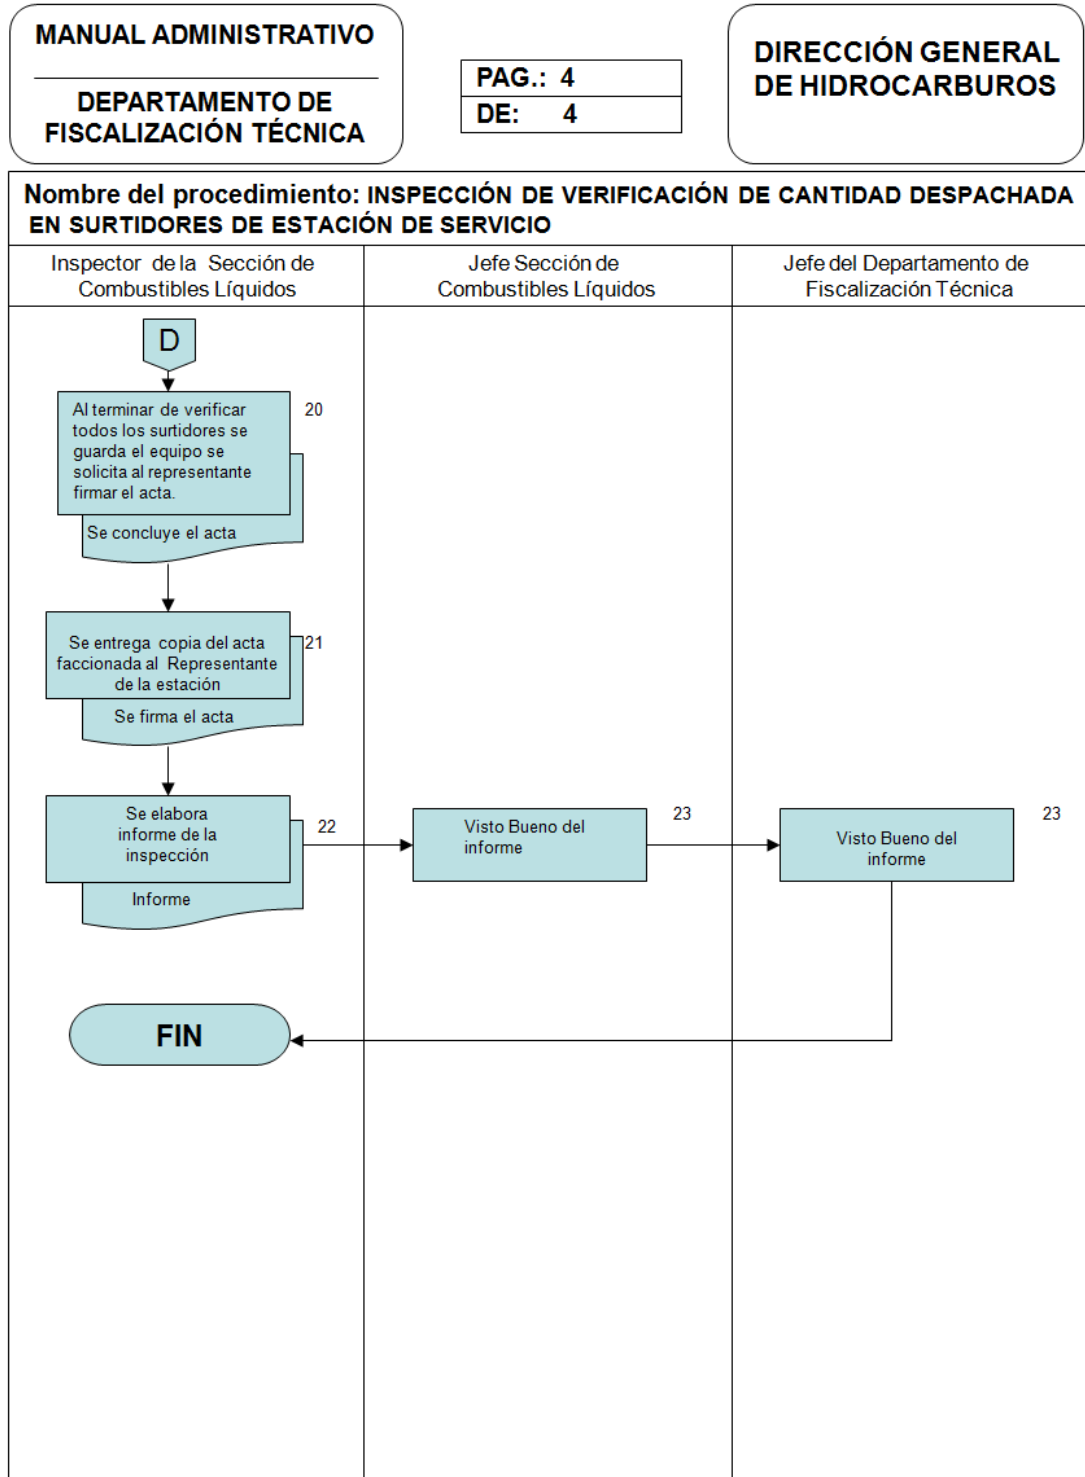 MANUAL ADMINISTRATIVO
DEPARTAMENTO DE
FISCALIZACIÓN TÉCNICA
PAG.: 4
DE: 4
DIRECCIÓN GENERAL
DE HIDROCARBUROS
Nombre del procedimiento: INSPECCIÓN DE VERIFICACIÓN DE CANTIDAD DESPACHADA
EN SURTIDORES DE ESTACIÓN DE SERVICIO
Inspector de la Sección de
Combustibles Líquidos
Jefe Sección de
Combustibles Líquidos
Jefe del Departamento de
Fiscalización Técnica
D
Al terminar de verificar
todos los surtidores se
guarda el equipo se
solicita al representante
firmar el acta.
20
Se concluye el acta
Se entrega copia del acta
faccionada al Representante
de la estación
21
Se firma el acta
Se elabora
informe de la
inspección
22
Informe
Visto Bueno del
informe
23
Visto Bueno del
informe
23
FIN